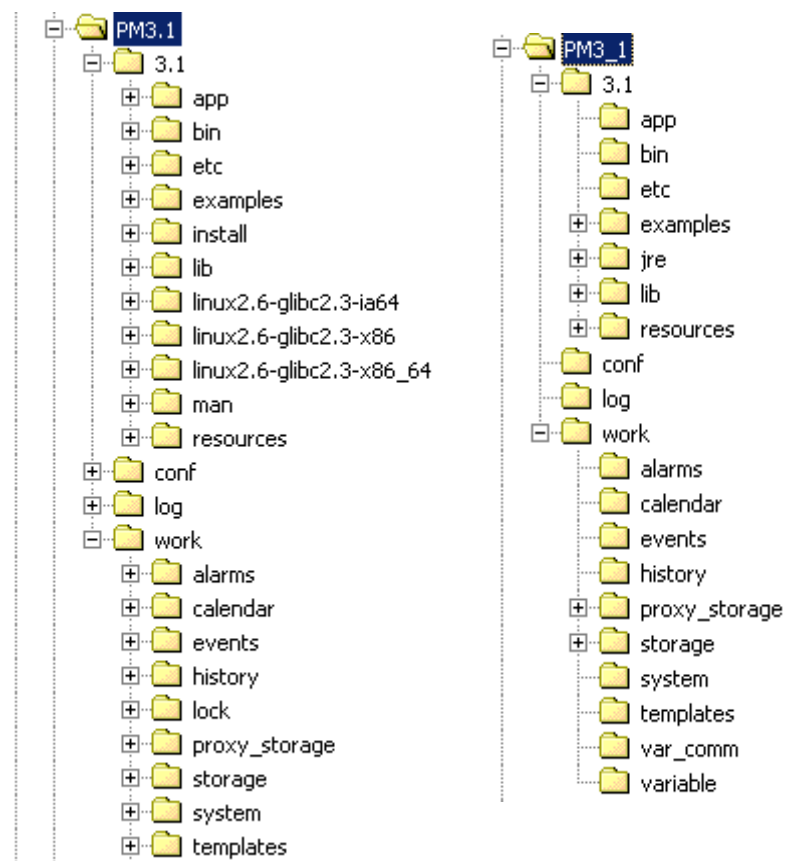 PM3.1
3.1
app
bin
etc
examples
install
lib
linux2.6-glibc2.3-ia64
linux2.6-glibc2.3-x86
linux2.6-glibc2.3-x86_64
man
resources
conf
log
work
alarms
calendar
events
history
lock
proxy_storage
storage
system
templates
PM3_1
3.1
app
bin
etc
examples
jre
lib
resources
conf
log
work
alarms
calendar
events
history
proxy_storage
storage
system
templates
var_comm
variable